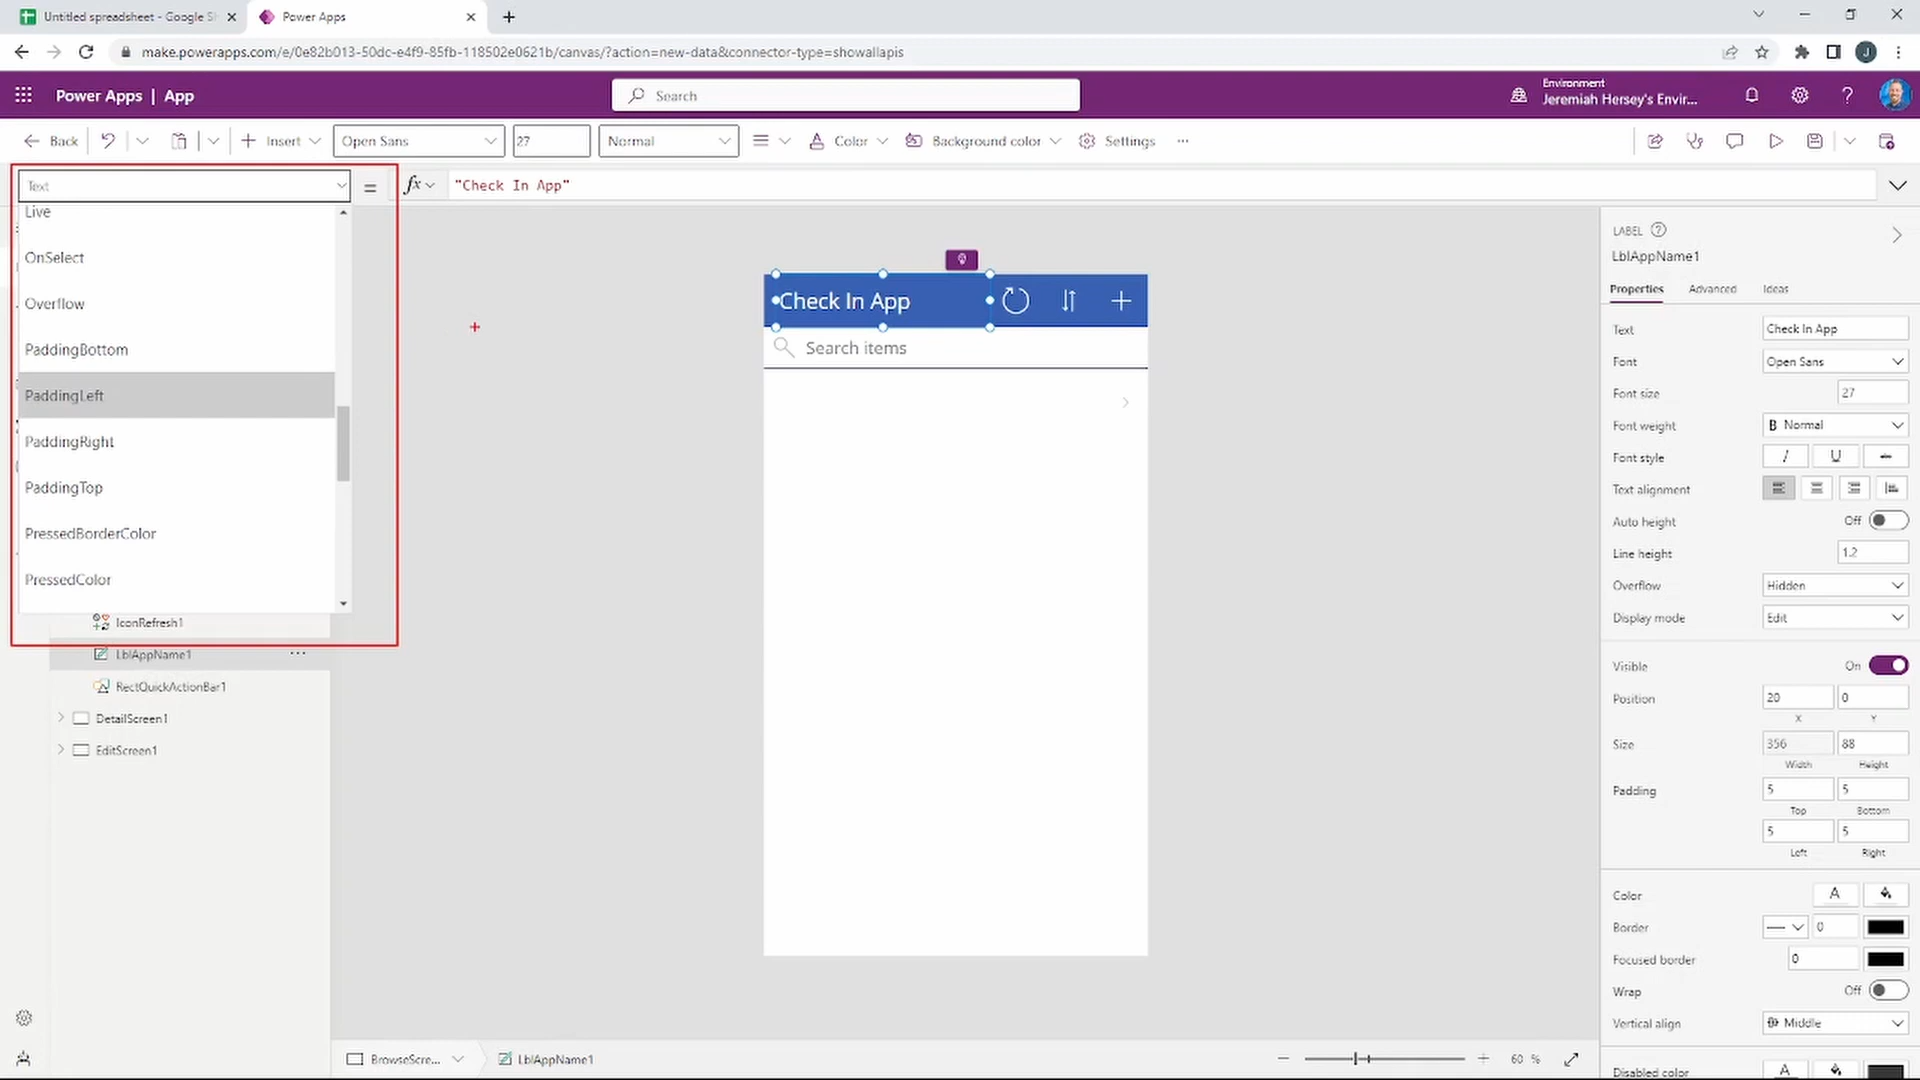 Untitled spreadsheet - Google S
Power Apps
make.powerapps.com/e/0e82b013-50dc-e4f9-85fb-118502e0621b/canvas/?action=new-data&connector-type=showallapis
J
Power Apps | App
Search
Environment
Jeremiah Hersey's Envir...
Back
Insert
Open Sans
27
Normal
Color
Background color
Settings
Text
=
fx
"Check In App"
Live
OnSelect
Overflow
PaddingBottom
PaddingLeft
PaddingRight
PaddingTop
PressedBorderColor
PressedColor
IconRefresh1
LblAppName1
RectQuickActionBar1
DetailScreen1
EditScreen1
Check In App
Search items
LABEL
LblAppName1
Properties
Advanced
Ideas
Text
Check In App
Font
Open Sans
Font size
27
Font weight
B Normal
Font style
Text alignment
Auto height
Off
Line height
1.2
Overflow
Hidden
Display mode
Edit
Visible
On
Position
20
0
X
Y
Size
356
88
Width
Height
Padding
5
5
Top
Bottom
5
5
Left
Right
Color
Border
0
Focused border
0
Wrap
Off
Vertical align
Middle
Disabled color
BrowseScre...
LblAppName1
60 %